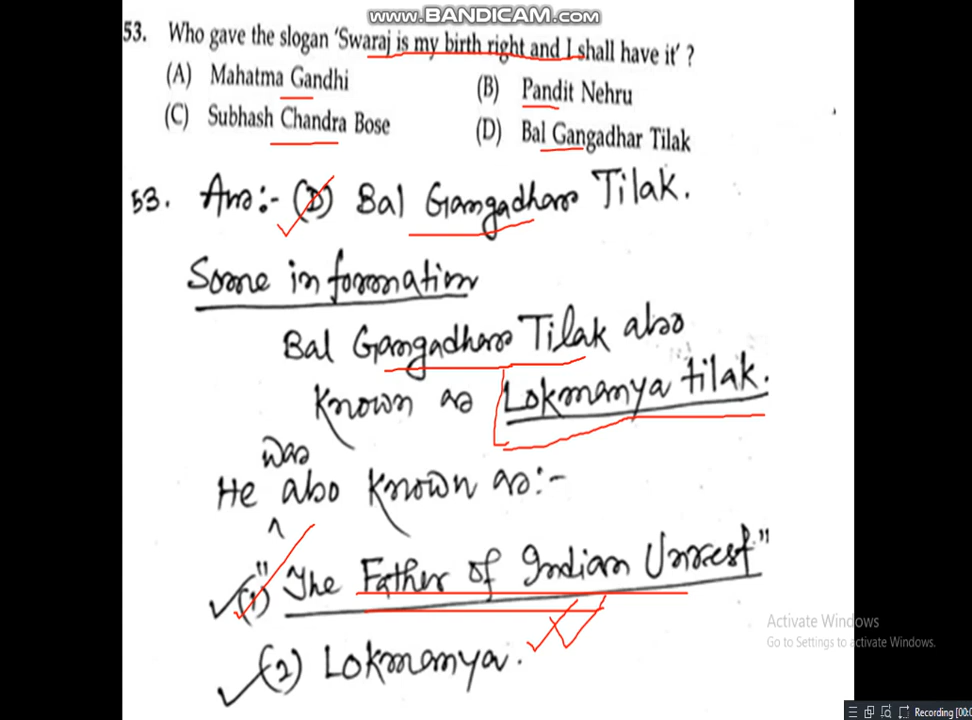 www.BANDICAM.com
53. Who gave the slogan 'Swaraj is my birth right and I shall have it' ?
(A) Mahatma Gandhi (B) Pandit Nehru
(C) Subhash Chandra Bose (D) Bal Gangadhar Tilak
53. Ans:- (D) Bal Gangadhar Tilak.
Some information
Bal Gangadhar Tilak also
known as Lokmanya tilak.
was
He ^ also known as:-
(1) "The Father of Indian Unrest"
(2) Lokmanya.
Activate Windows
Go to Settings to activate Windows.
Recording [00:0